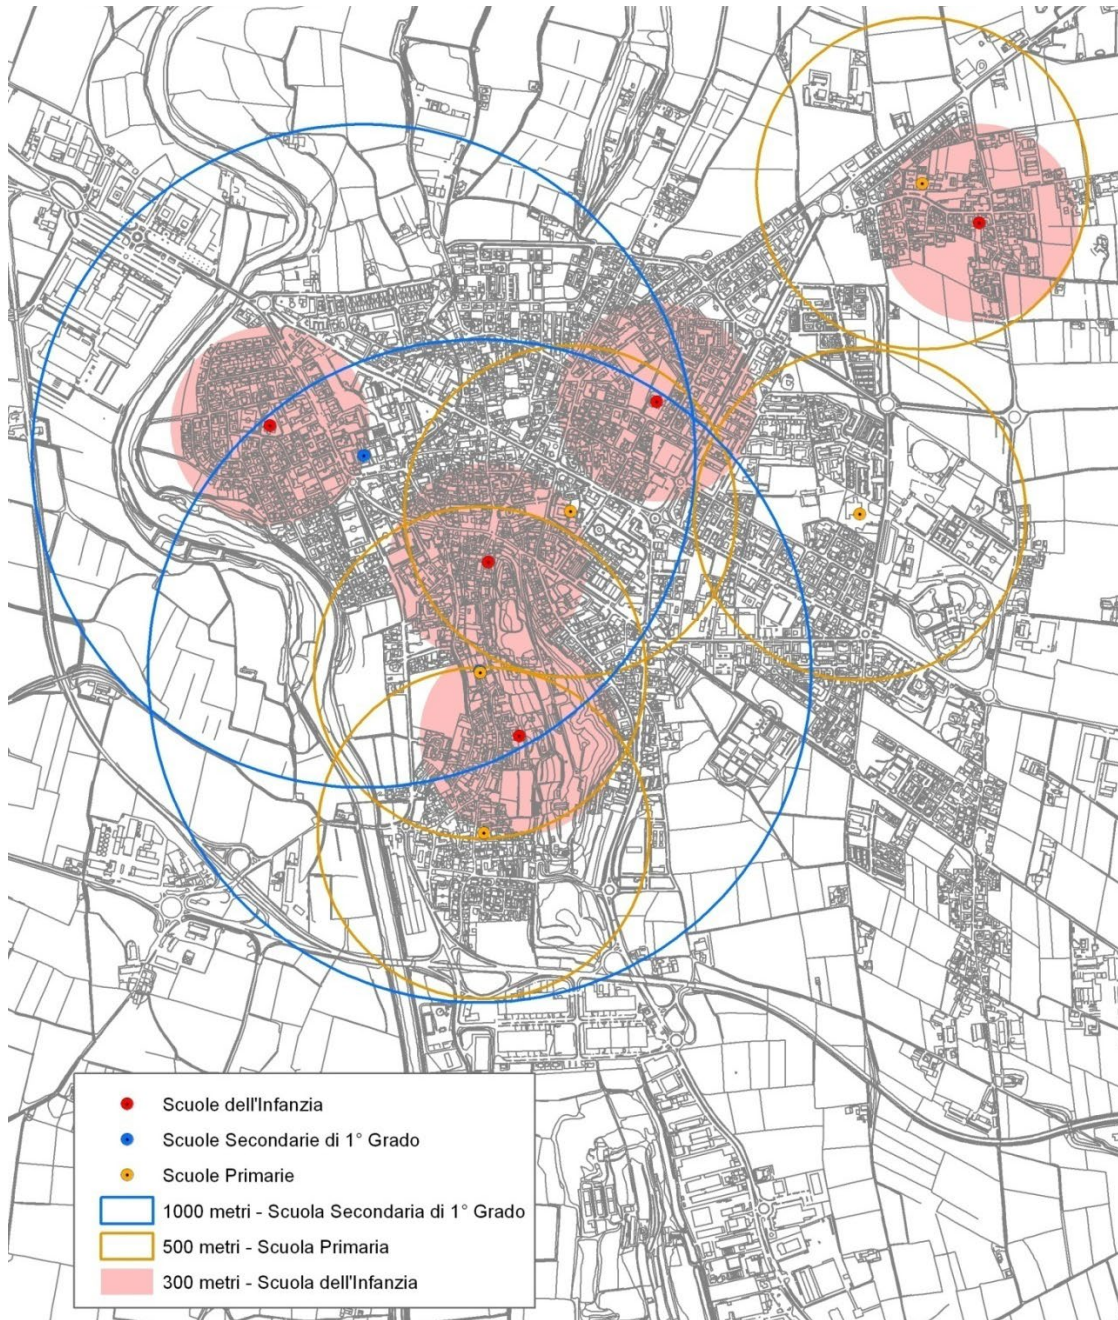 Scuole dell'Infanzia
Scuole Secondarie di 1° Grado
Scuole Primarie
1000 metri - Scuola Secondaria di 1° Grado
500 metri - Scuola Primaria
300 metri - Scuola dell'Infanzia